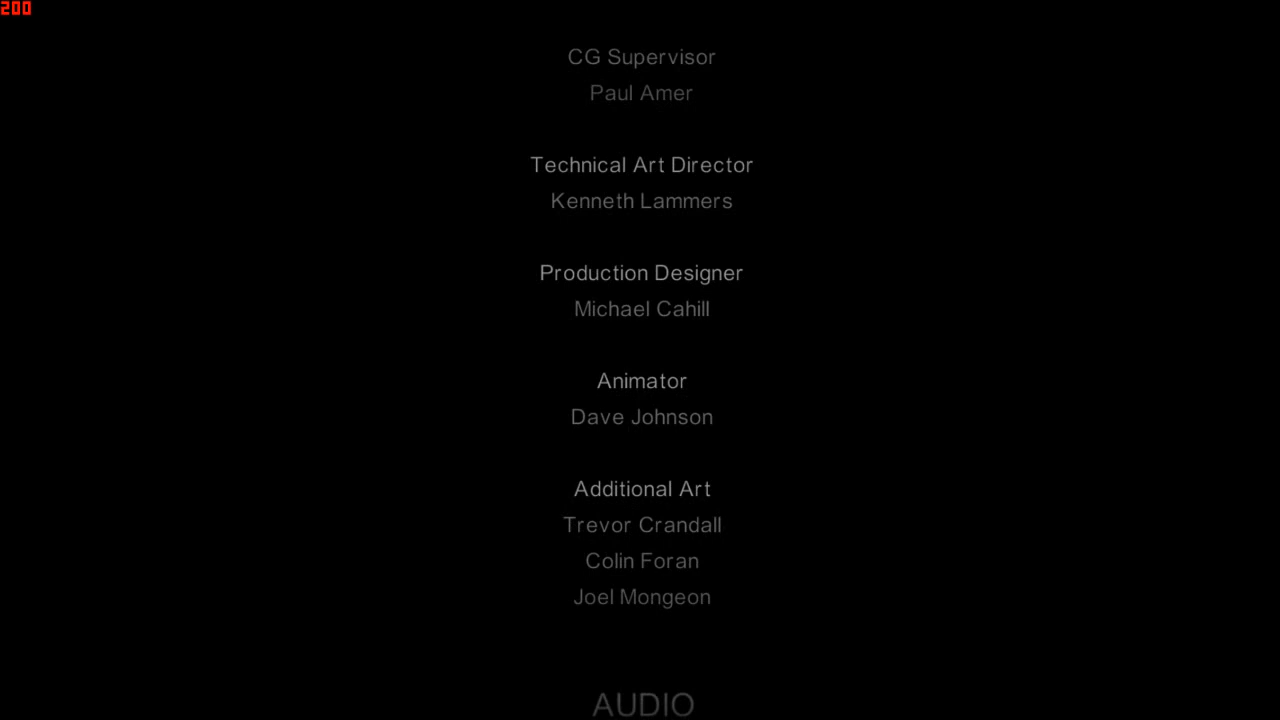 200
CG Supervisor
Paul Amer
Technical Art Director
Kenneth Lammers
Production Designer
Michael Cahill
Animator
Dave Johnson
Additional Art
Trevor Crandall
Colin Foran
Joel Mongeon
AUDIO